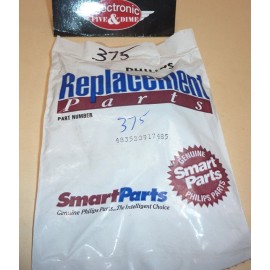 electronic
FIVE & DIME
375
PHILIPS
Replacement
Parts
PART NUMBER
375
GENUINE
Smart
Parts
PHILIPS PARTS
SmartParts
Genuine Philips Parts...The Intelligent Choice